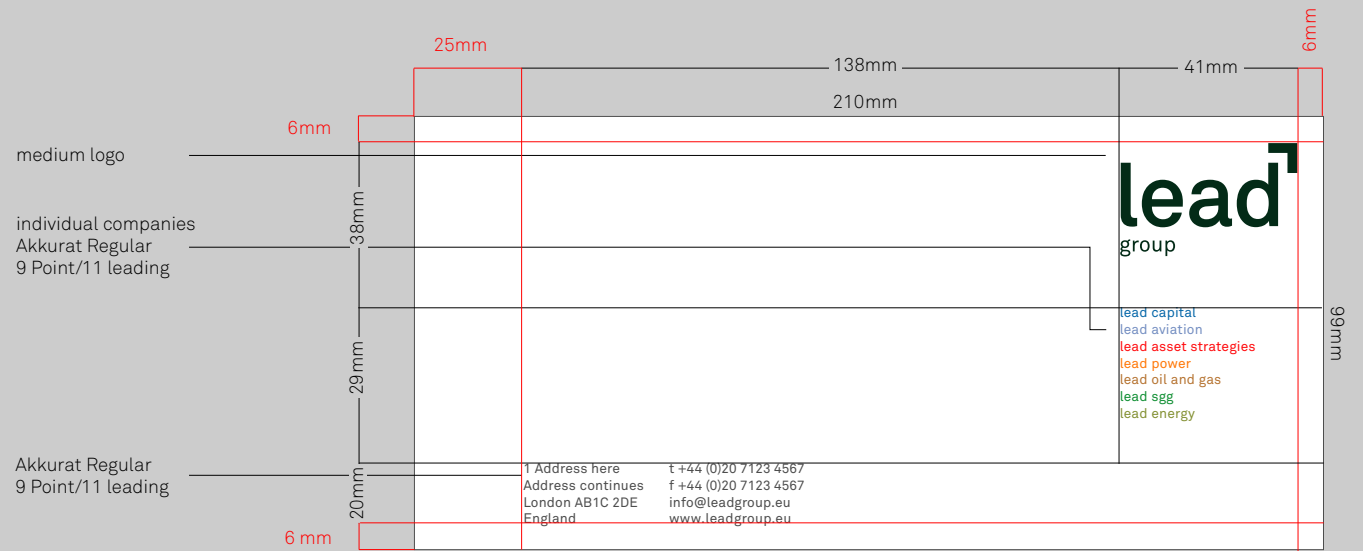 6mm
25mm
138mm
41mm
210mm
6mm
medium logo
lead
group
individual companies
Akkurat Regular
9 Point/11 leading
38mm
lead capital
lead aviation
lead asset strategies
lead power
lead oil and gas
lead sgg
lead energy
99mm
29mm
Akkurat Regular
9 Point/11 leading
20mm
1 Address here
Address continues
London AB1C 2DE
England
t +44 (0)20 7123 4567
f +44 (0)20 7123 4567
info@leadgroup.eu
www.leadgroup.eu
6 mm